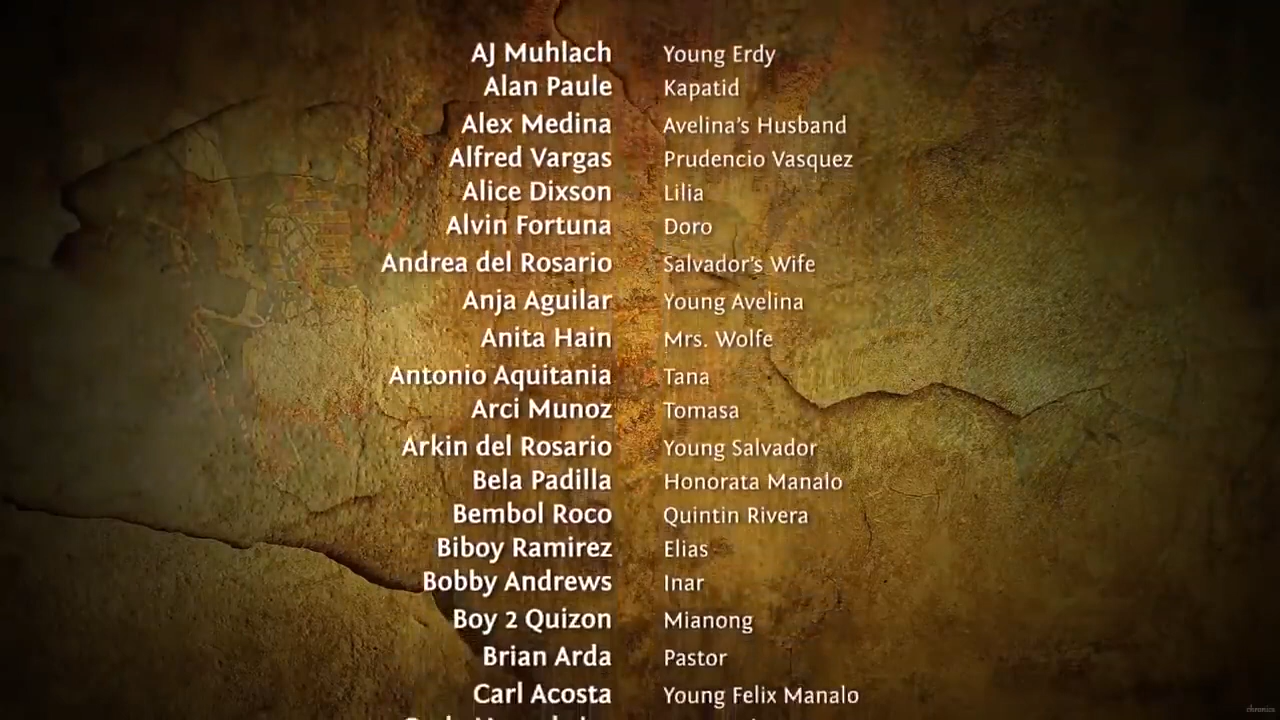 AJ Muhlach Young Erdy
Alan Paule Kapatid
Alex Medina Avelina's Husband
Alfred Vargas Prudencio Vasquez
Alice Dixson Lilia
Alvin Fortuna Doro
Andrea del Rosario Salvador's Wife
Anja Aguilar Young Avelina
Anita Hain Mrs. Wolfe
Antonio Aquitania Tana
Arci Munoz Tomasa
Arkin del Rosario Young Salvador
Bela Padilla Honorata Manalo
Bembol Roco Quintin Rivera
Biboy Ramirez Elias
Bobby Andrews Inar
Boy 2 Quizon Mianong
Brian Arda Pastor
Carl Acosta Young Felix Manalo